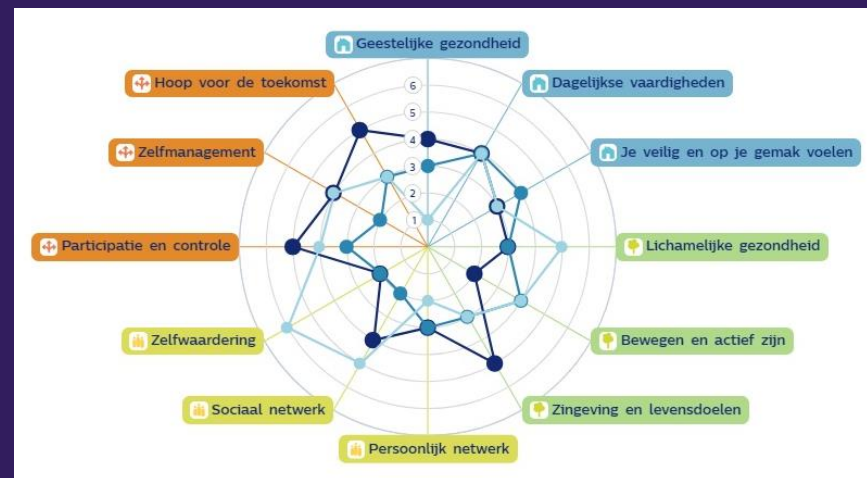 Geestelijke gezondheid
Hoop voor de toekomst
Dagelijkse vaardigheden
6
5
Zelfmanagement
4
Je veilig en op je gemak voelen
3
2
1
Participatie en controle
Lichamelijke gezondheid
Zelfwaardering
Bewegen en actief zijn
Sociaal netwerk
Zingeving en levensdoelen
Persoonlijk netwerk